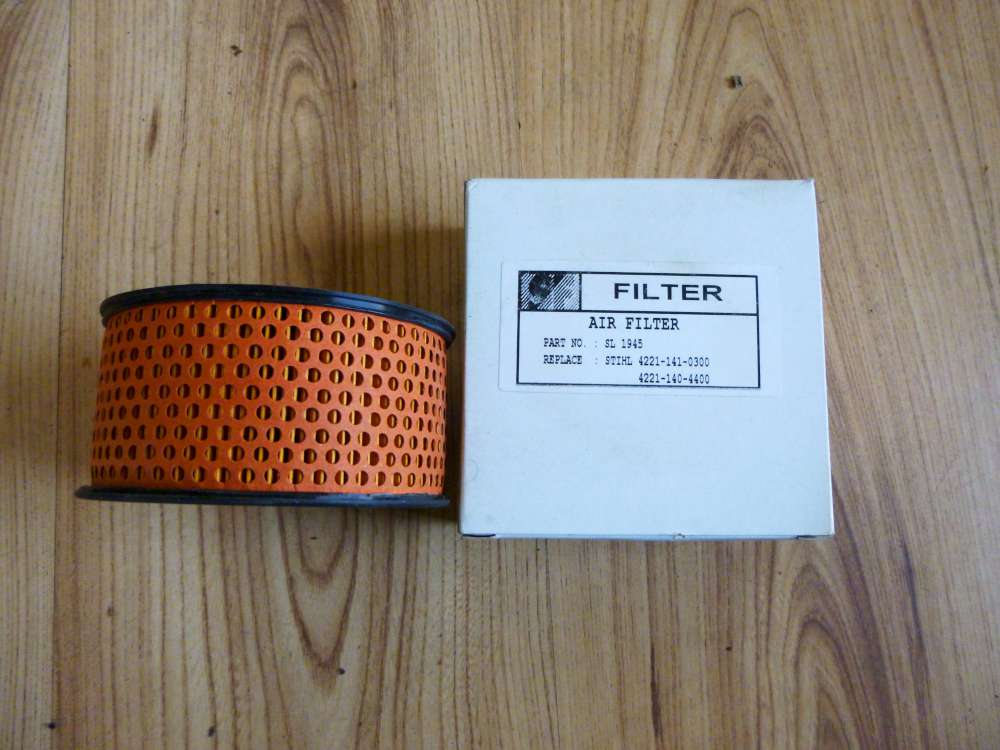 FILTER
AIR FILTER
PART NO. : SL 1945
REPLACE : STIHL 4221-141-0300
4221-140-4400